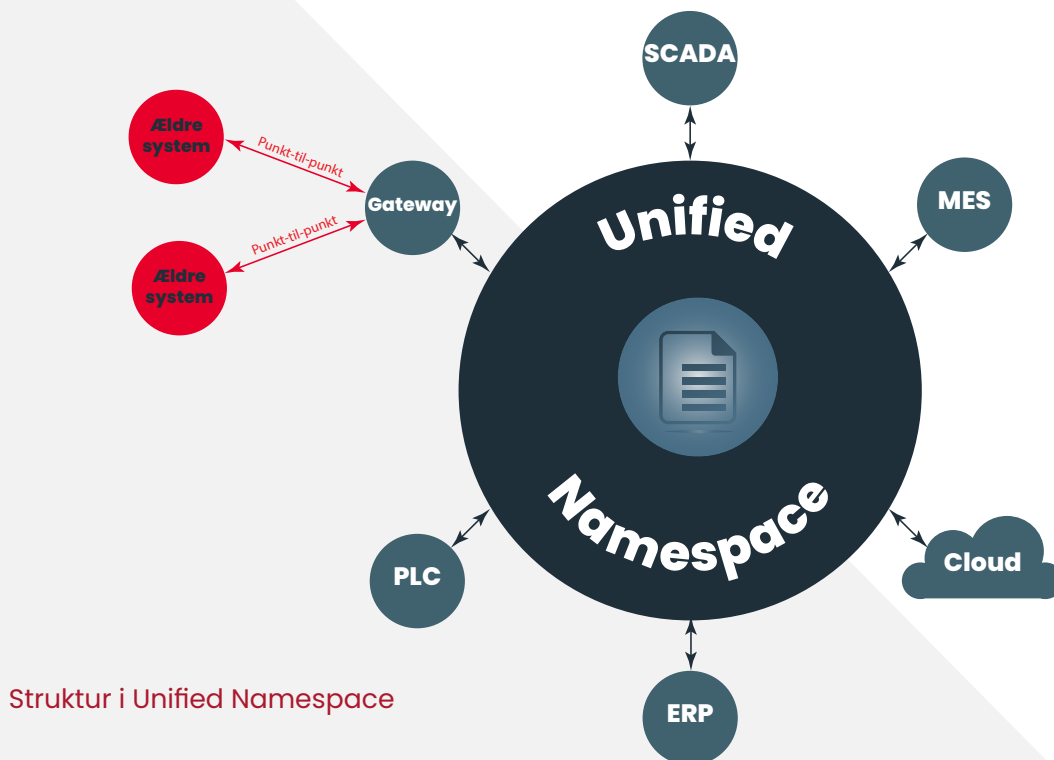 SCADA
Ældre
system
Punkt-til-punkt
Gateway
MES
Unified
Punkt-til-punkt
Ældre
system
Namespace
PLC
Cloud
Struktur i Unified Namespace
ERP